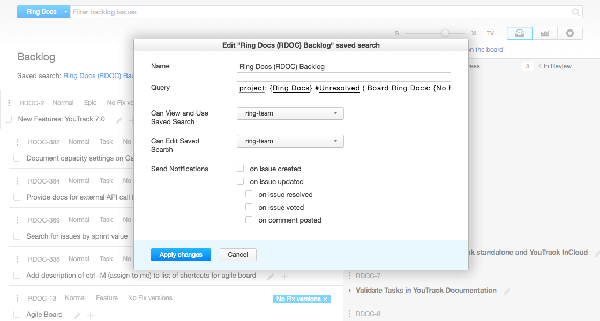 Ring Docs
Filter backlog issues
Backlog
on the board
Saved search: Ring Docs (RDOC) Ba
4 In Review
Edit "Ring Docs (RDOC) Backlog" saved search
Name
Ring Docs (RDOC) Backlog
Query
project: {Ring Docs} #Unresolved ( Board Ring Docs: {No f
Can View and Use
Saved Search:
ring-team
Can Edit Saved
Search:
ring-team
Send Notifications
on issue created
on issue updated
on issue resolved
on issue voted
on comment posted
Apply changes
Cancel
RDOC-7 Normal Epic No Fix versions
New Features: YouTrack 7.0
Normal Task No
Document capacity settings on
RDOC-384 Normal Task No
Provide docs for external API call f
RDOC-389 Normal Task No
Search for issues by sprint value
RDOC-338 Normal Task No
Add description of ctrl-M (assign to me) to list of shortcuts for agile board
RDOC-13 Normal Feature No Fix versions
No Fix versions x
Agile Board
nk standalone and YouTrack InCloud
RDOC-7
Validate Tasks in YouTrack Documentation
RDOC-8